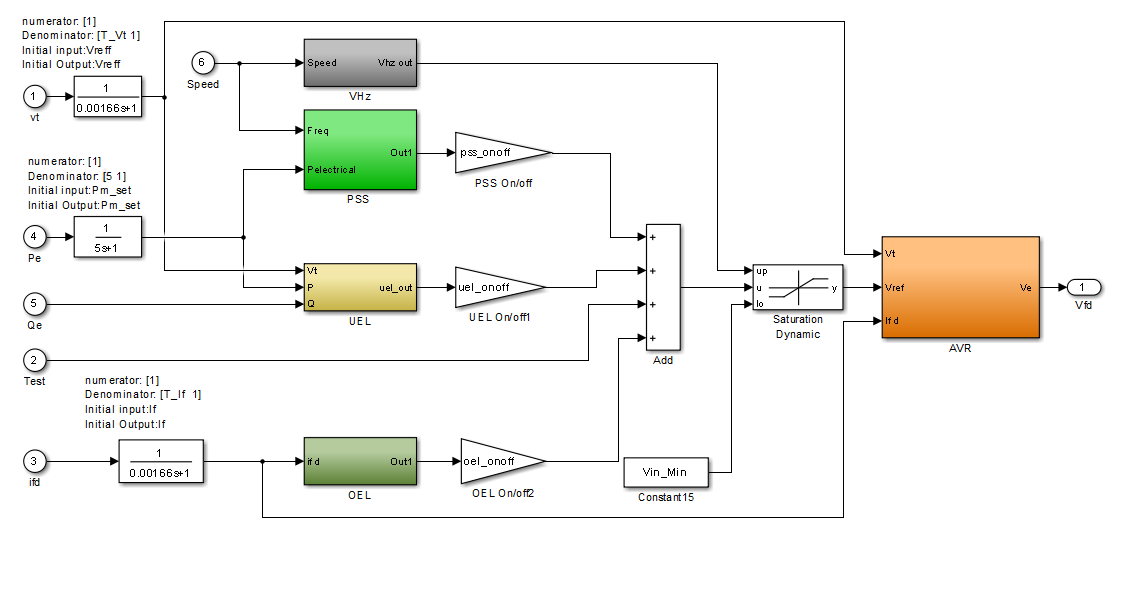 numerator: [1]
Denominator: [T_Vt 1]
Initial input:Vreff
Initial Output:Vreff
1
vt
1
0.00166s+1
6
Speed
Speed
Vhz out
VHz
Freq
Pelectrical
Out1
PSS
pss_onoff
PSS On/off
numerator: [1]
Denominator: [5 1]
Initial input:Pm_set
Initial Output:Pm_set
4
Pe
1
5s+1
5
Qe
2
Test
Vt
P
Q
uel_out
UEL
uel_onoff
UEL On/off1
+
+
+
+
Add
up
u
lo
y
Saturation
Dynamic
Vt
Vref
Ifd
Ve
AVR
1
Vfd
numerator: [1]
Denominator: [T_If 1]
Initial input:If
Initial Output:If
3
ifd
1
0.00166s+1
ifd
Out1
OEL
oel_onoff
OEL On/off2
Vin_Min
Constant15